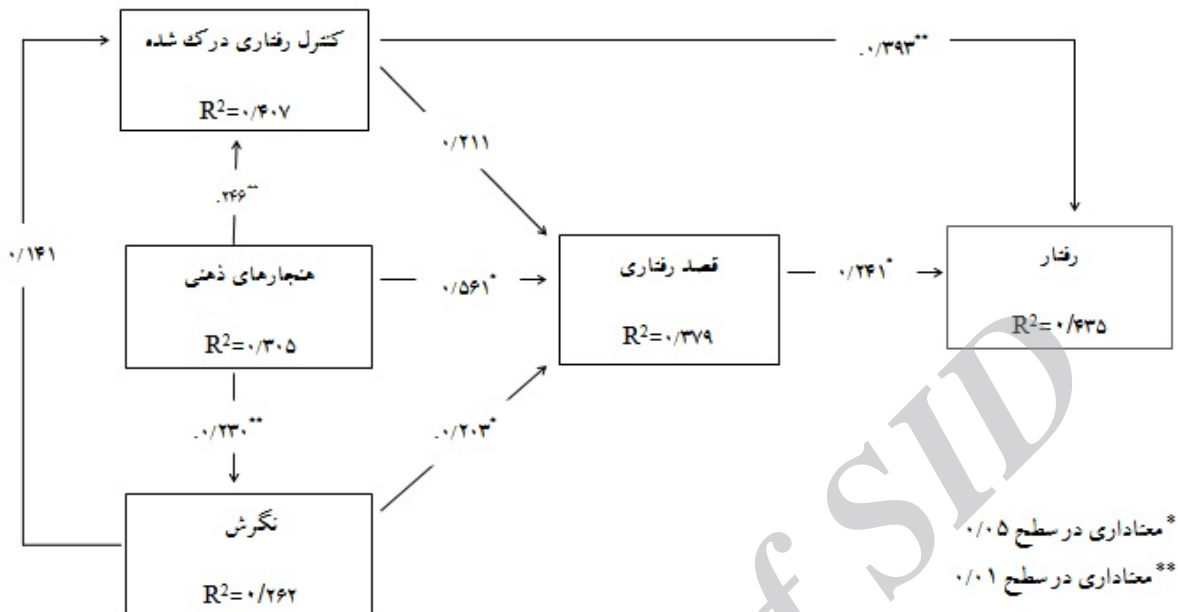 کنترل رفتاری درک شده
R²=۰/۴۰۷
.۰/۳۹۳**
۰/۲۱۱
.۲۴۶**
۰/۱۴۱
هنجارهای ذهنی
R²=۰/۳۰۵
۰/۵۶۱*
قصد رفتاری
R²=۰/۳۷۹
۰/۲۴۱*
رفتار
R²=۰/۴۳۵
.۰/۲۳۰**
.۰/۲۰۳*
نگرش
R²=۰/۲۶۲
*معناداری در سطح ۰/۰۵
**معناداری در سطح ۰/۰۱
of SID